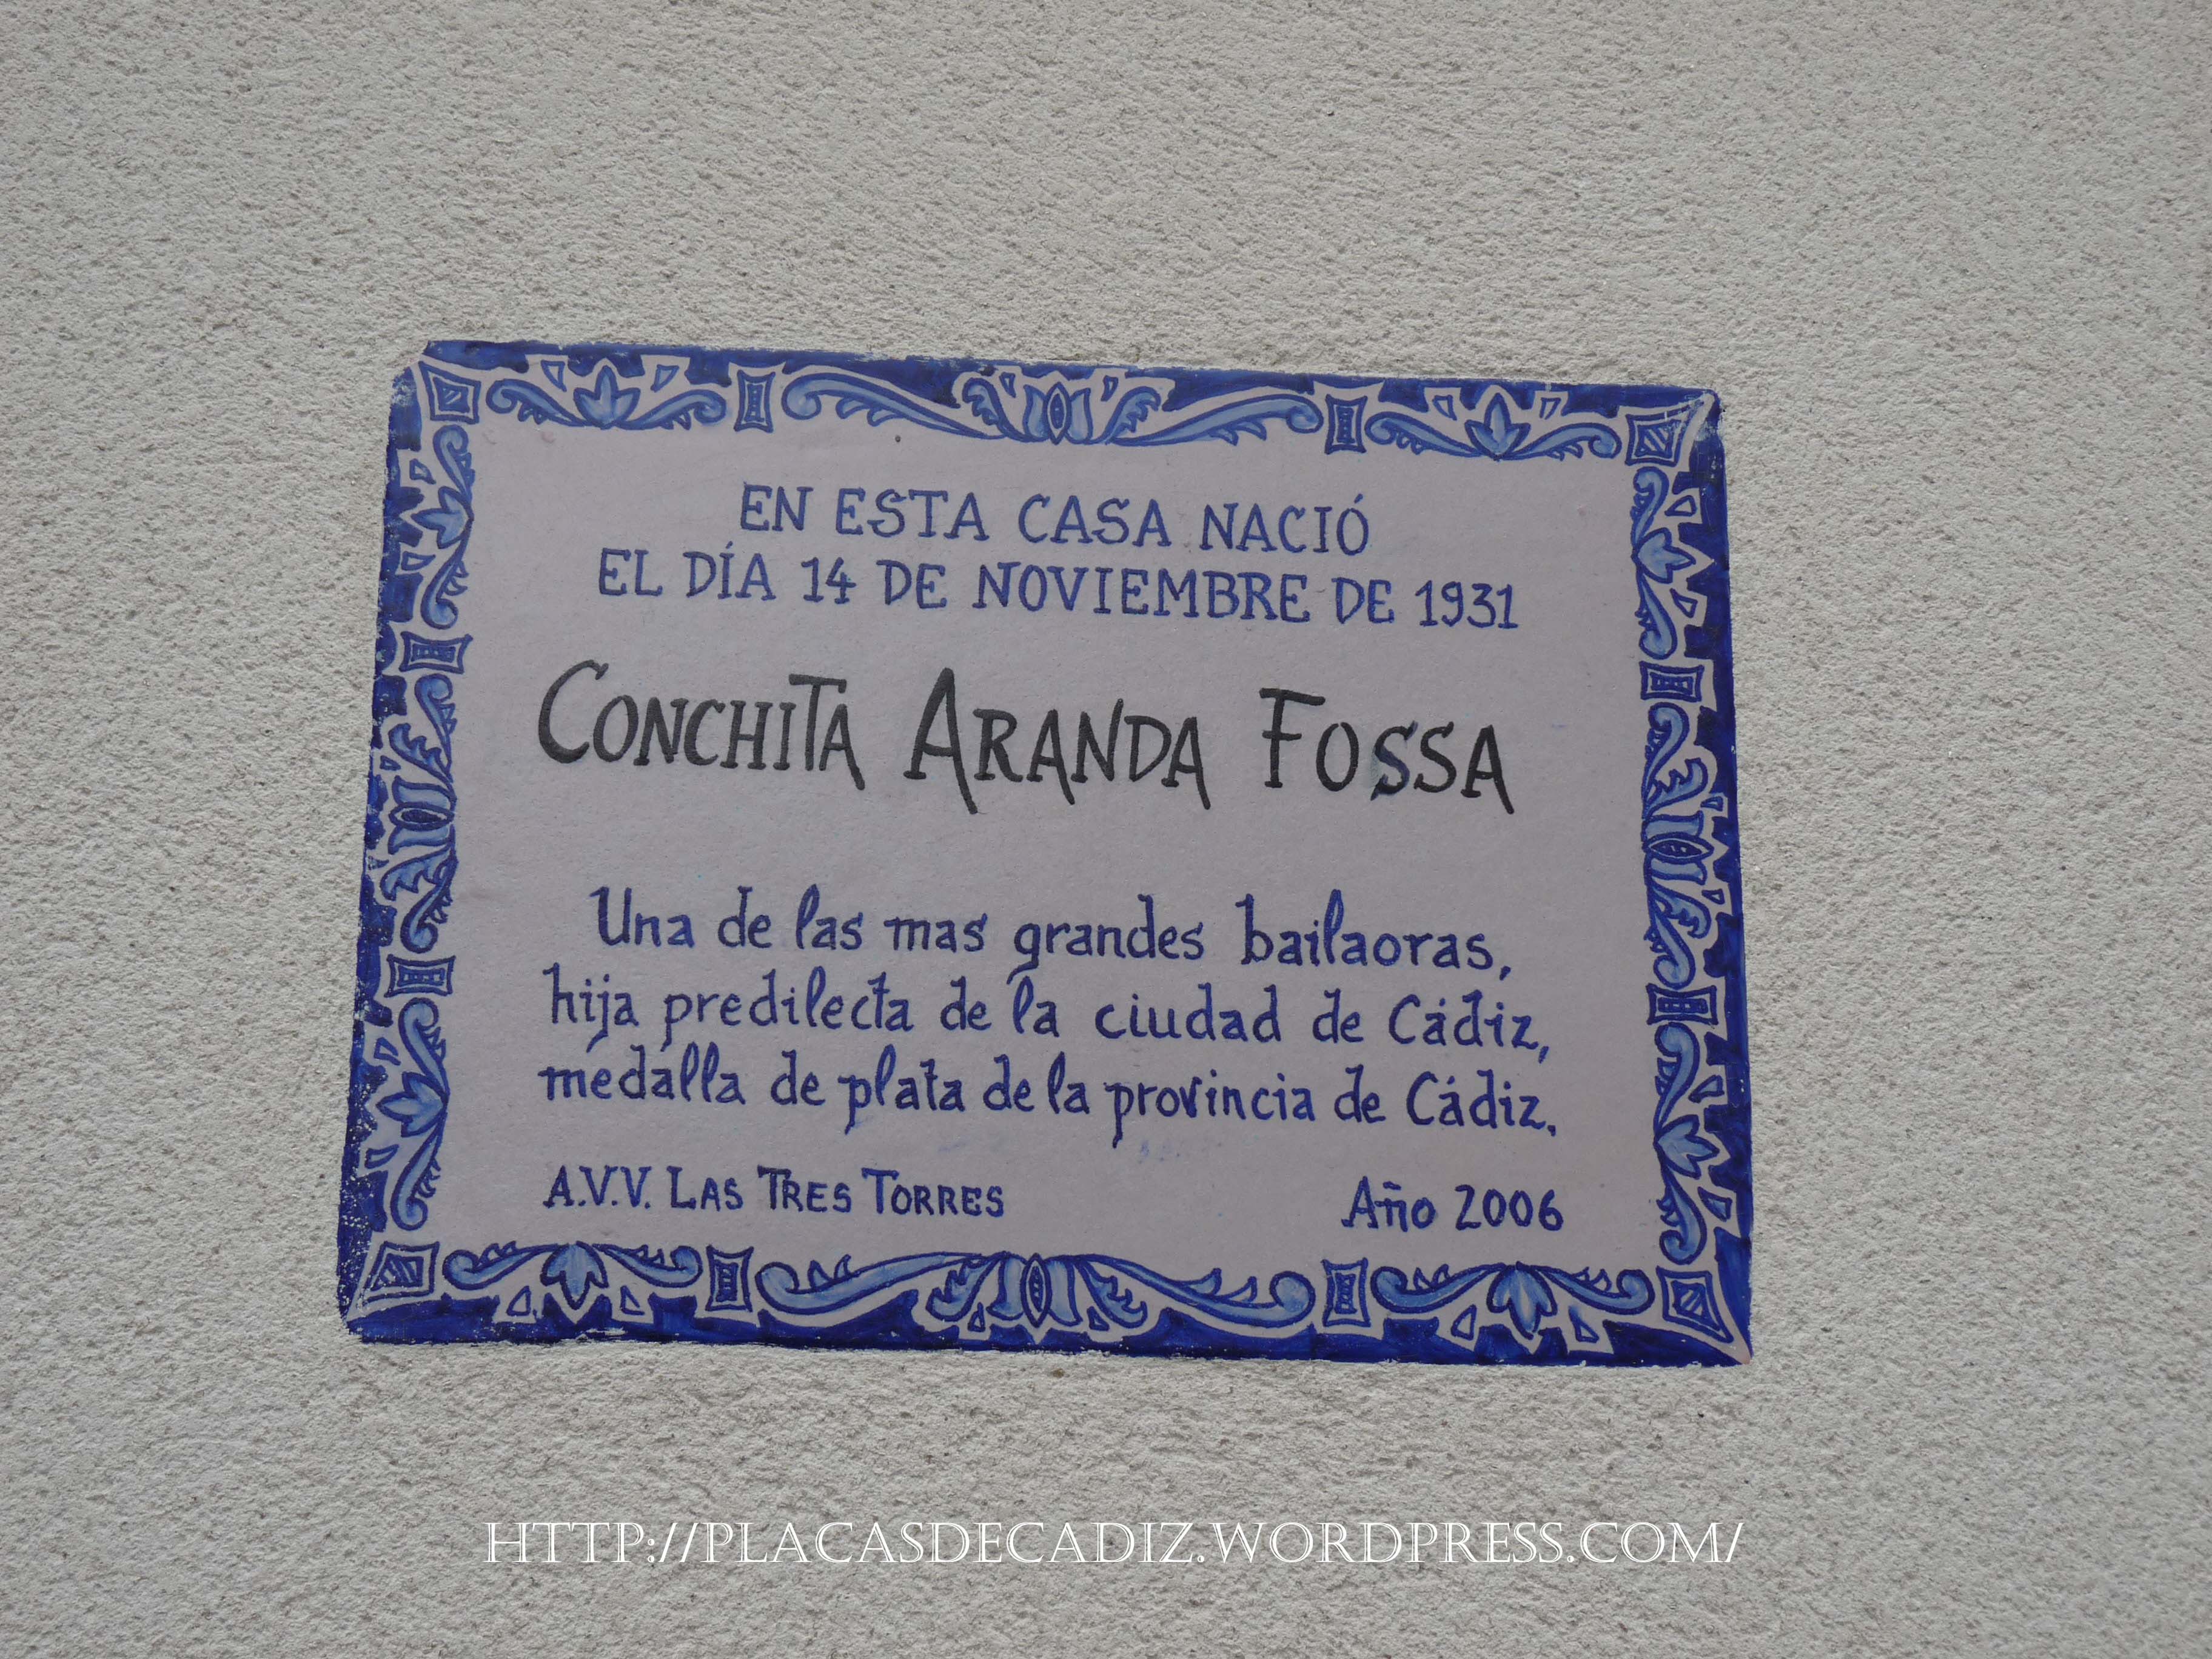 EN ESTA CASA NACIÓ
EL DÍA 14 DE NOVIEMBRE DE 1931
CONCHITA ARANDA FOSSA
Una de las mas grandes bailaoras,
hija predilecta de la ciudad de Cádiz,
medalla de plata de la provincia de Cádiz.
A.V.V. LAS TRES TORRES Año 2006
HTTP://PLACASDECADIZ.WORDPRESS.COM/